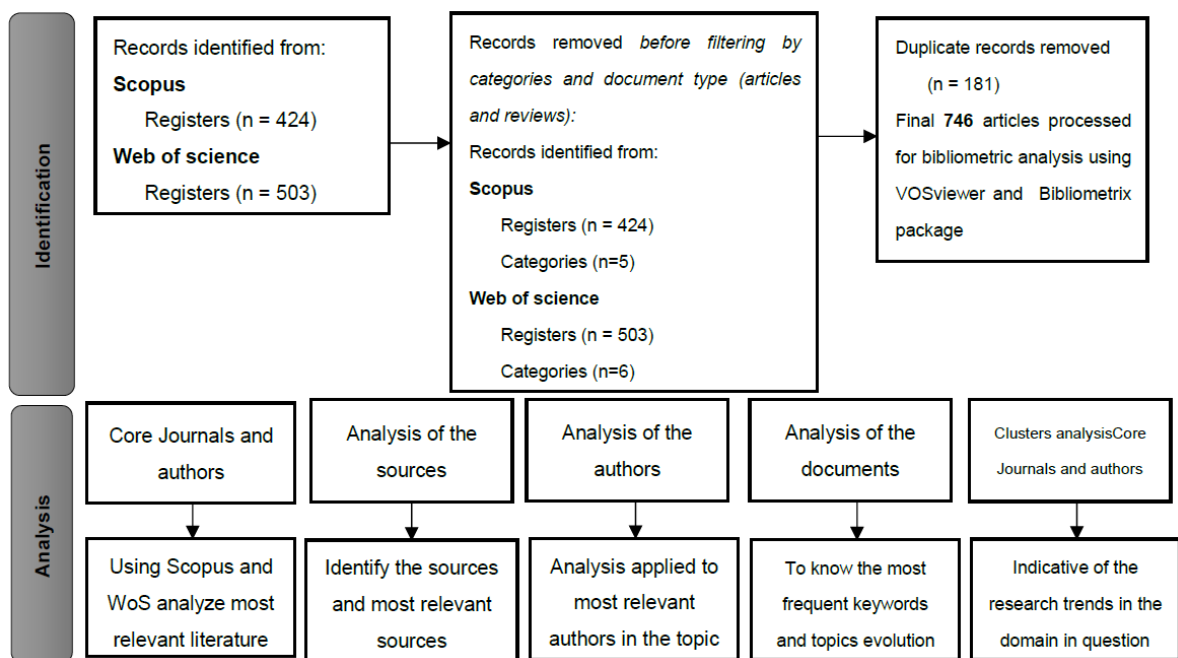 Identification
Records identified from:
Scopus
Registers (n = 424)
Web of science
Registers (n = 503)
Records removed before filtering by
categories and document type (articles
and reviews):
Records identified from:
Scopus
Registers (n = 424)
Categories (n=5)
Web of science
Registers (n = 503)
Categories (n=6)
Duplicate records removed
(n = 181)
Final 746 articles processed
for bibliometric analysis using
VOSviewer and Bibliometrix
package
Analysis
Core Journals and
authors
Analysis of the
sources
Analysis of the
authors
Analysis of the
documents
Clusters analysisCore
Journals and authors
Using Scopus and
WoS analyze most
relevant literature
Identify the sources
and most relevant
sources
Analysis applied to
most relevant
authors in the topic
To know the most
frequent keywords
and topics evolution
Indicative of the
research trends in the
domain in question